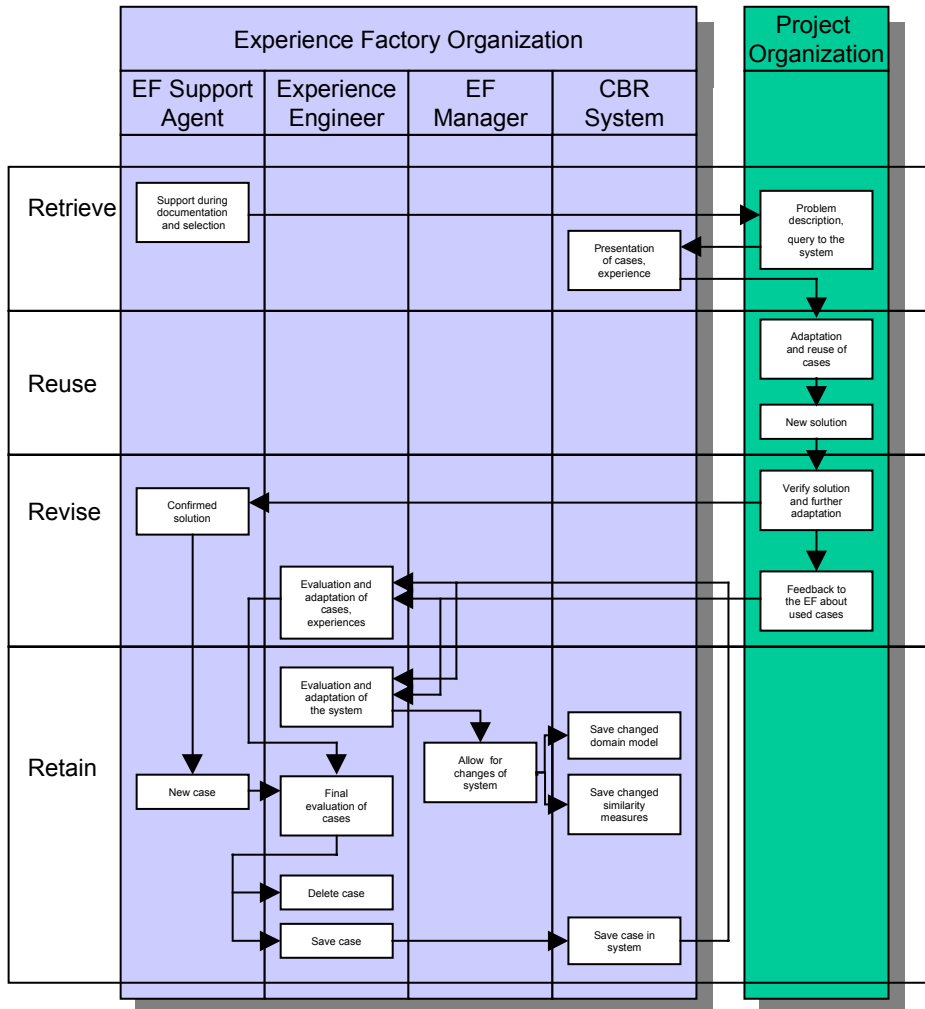 Experience Factory Organization
Project
Organization
EF Support
Agent
Experience
Engineer
EF
Manager
CBR
System
Retrieve
Support during
documentation
and selection
Problem
description,
query to the
system
Presentation
of cases,
experience
Reuse
Adaptation
and reuse of
cases
New solution
Revise
Confirmed
solution
Verify solution
and further
adaptation
Evaluation and
adaptation of
cases,
experiences
Feedback to
the EF about
used cases
Retain
Evaluation and
adaptation of
the system
Allow for
changes of
system
Save changed
domain model
Save changed
similarity
measures
New case
Final
evaluation of
cases
Delete case
Save case
Save case in
system